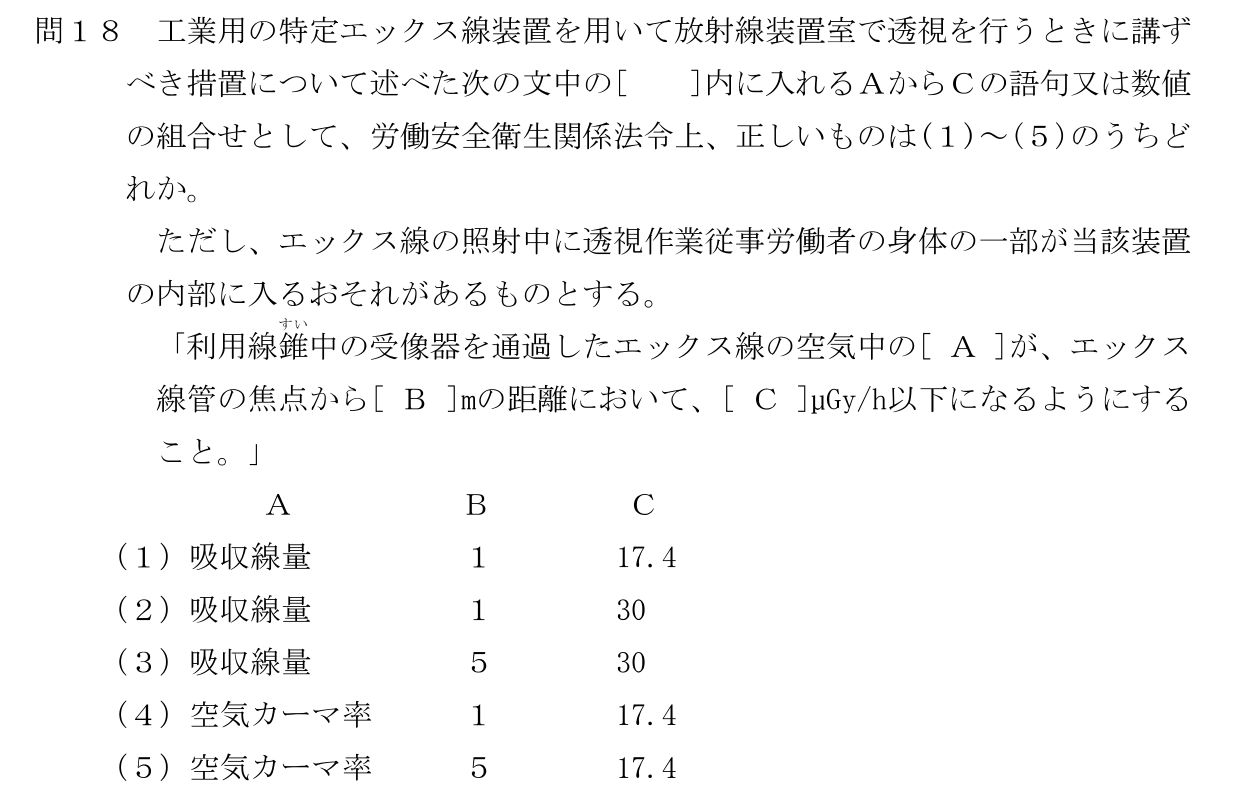 問１８　工業用の特定エックス線装置を用いて放射線装置室で透視を行うときに講ず
べき措置について述べた次の文中の[　　]内に入れるＡからＣの語句又は数値
の組合せとして、労働安全衛生関係法令上、正しいものは(１)～(５)のうちど
れか。
ただし、エックス線の照射中に透視作業従事労働者の身体の一部が当該装置
の内部に入るおそれがあるものとする。
すい
「利用線錐中の受像器を通過したエックス線の空気中の[　Ａ　]が、エックス
線管の焦点から[　Ｂ　]mの距離において、[　Ｃ　]μGy/h以下になるようにする
こと。」
Ａ　Ｂ　Ｃ
(１) 吸収線量　1　17.4
(２) 吸収線量　1　30
(３) 吸収線量　5　30
(４) 空気カーマ率　1　17.4
(５) 空気カーマ率　5　17.4